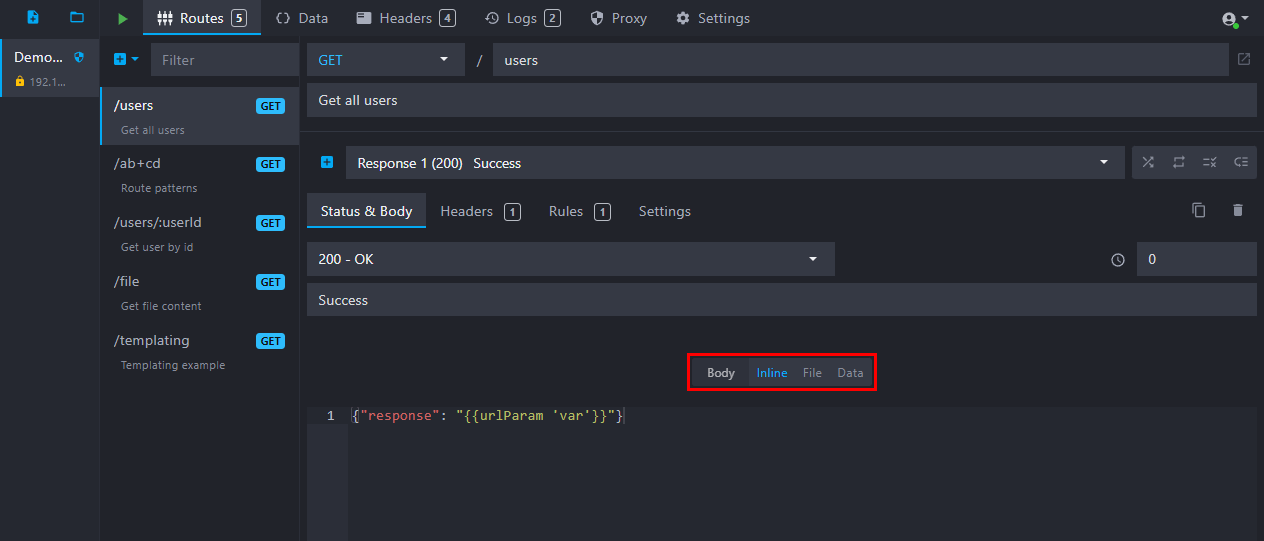 Routes 5 Data Headers 4 Logs 2 Proxy Settings
Demo...
192.1...
Filter
/users GET
Get all users
/ab+cd GET
Route patterns
/users/:userId GET
Get user by id
/file GET
Get file content
/templating GET
Templating example
GET / users
Get all users
Response 1 (200) Success
Status & Body Headers 1 Rules 1 Settings
200 - OK 0
Success
Body Inline File Data
1 {"response": "{{urlParam 'var'}}"}